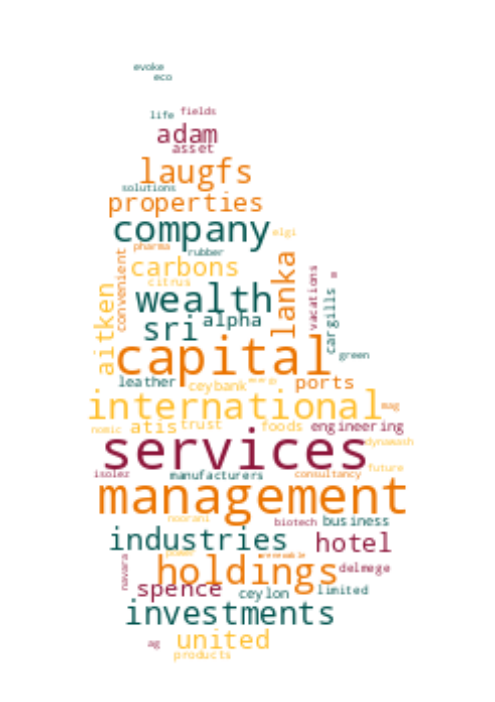 evoke
eco
life fields
adam
asset
laugfs
solutions
properties
company elgi
pharma rubber
carbons
citrus
convenient
lanka
vacations
cargills
wealth
aitken
sri alpha
capital
green
leather ceybank ports
international mag
nomic atis trust foods engineering
services dynawash
future
isolez manufacturers consultancy
management
noorani biotech business
industries hotel
power renewable
holdings delmege
navara
spence ceylon limited
investments
ag united
products